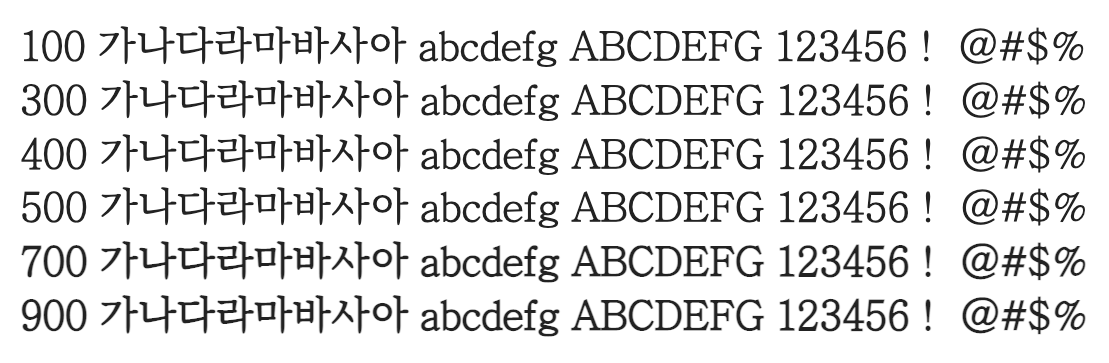 100 가나다라마바사아 abcdefg ABCDEFG 123456 ! @#$%
300 가나다라마바사아 abcdefg ABCDEFG 123456 ! @#$%
400 가나다라마바사아 abcdefg ABCDEFG 123456 ! @#$%
500 가나다라마바사아 abcdefg ABCDEFG 123456 ! @#$%
700 가나다라마바사아 abcdefg ABCDEFG 123456 ! @#$%
900 가나다라마바사아 abcdefg ABCDEFG 123456 ! @#$%